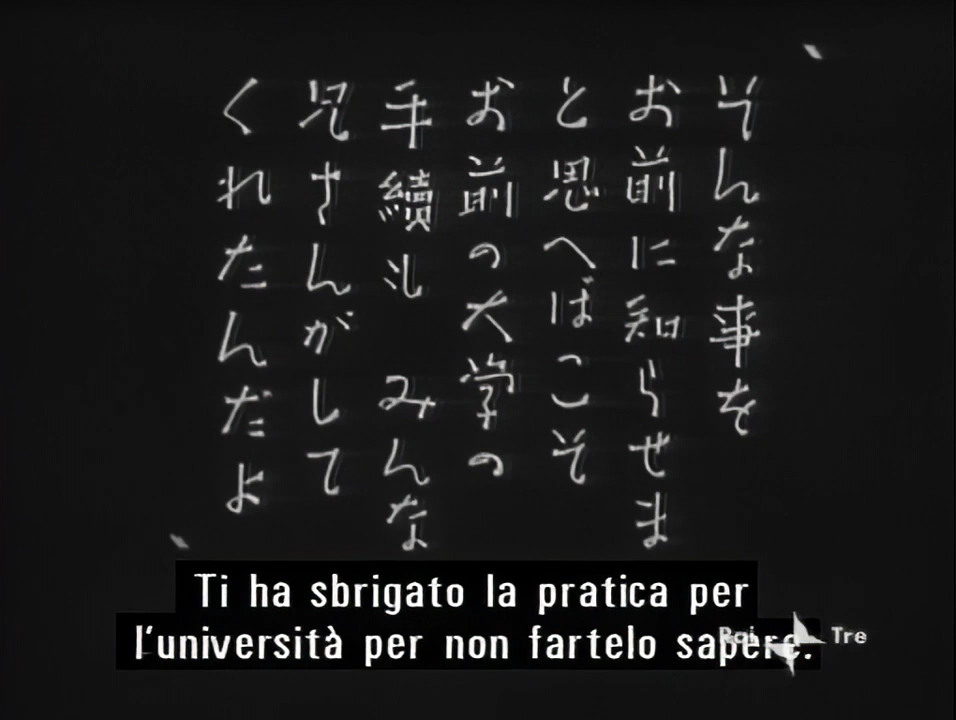 そんな事を
お前に知らせま
と思へばこそ
お前の大学の
手續も　みんな
兄さんがして
くれたんだよ
Ti ha sbrigato la pratica per
l'università per non fartelo sapere.
Rai Tre